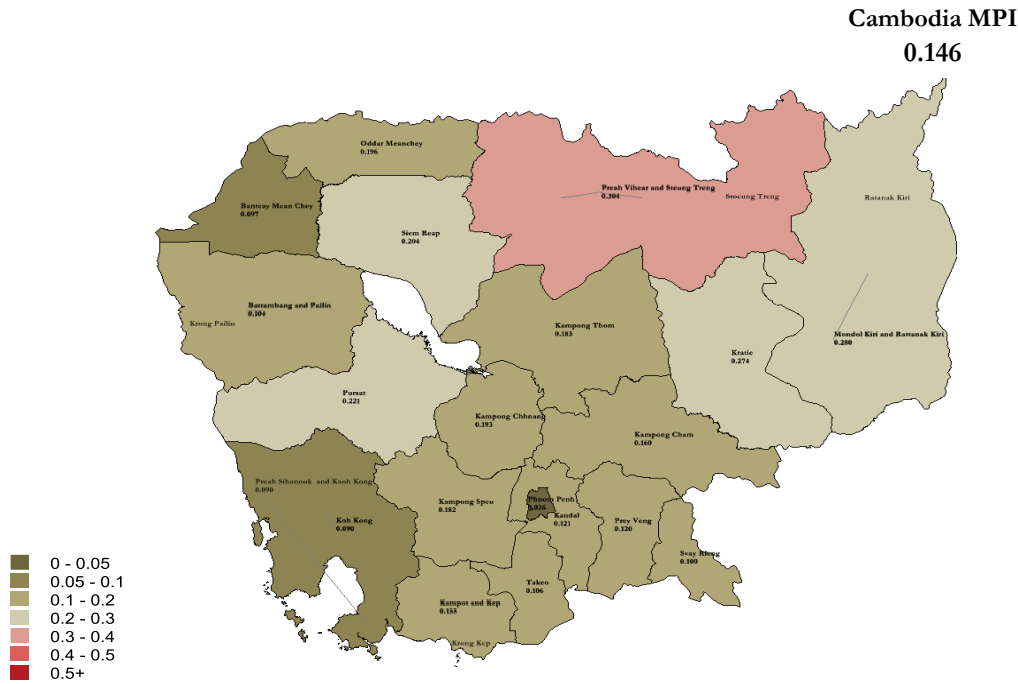 Cambodia MPI
0.146
Oddar Meanchey
0.196
Banteay Mean Chey
0.097
Siem Reap
0.204
Preah Vihear and Steung Treng
0.304
Stoeung Treng
Ratanak Kiri
Battambang and Pailin
0.104
Krong Pailin
Kampong Thom
0.183
Kratie
0.274
Mondol Kiri and Rattanak Kiri
0.280
Pursat
0.221
Kampong Chhnang
0.193
Kampong Cham
0.160
Preah Sihanouk and Kaoh Kong
0.090
Koh Kong
0.090
Kampong Speu
0.182
Phnom Penh
0.026
Kandal
0.121
Prey Veng
0.120
Svay Rieng
0.100
Takeo
0.106
Kampot and Kep
0.133
Krong Kep
0 - 0.05
0.05 - 0.1
0.1 - 0.2
0.2 - 0.3
0.3 - 0.4
0.4 - 0.5
0.5+